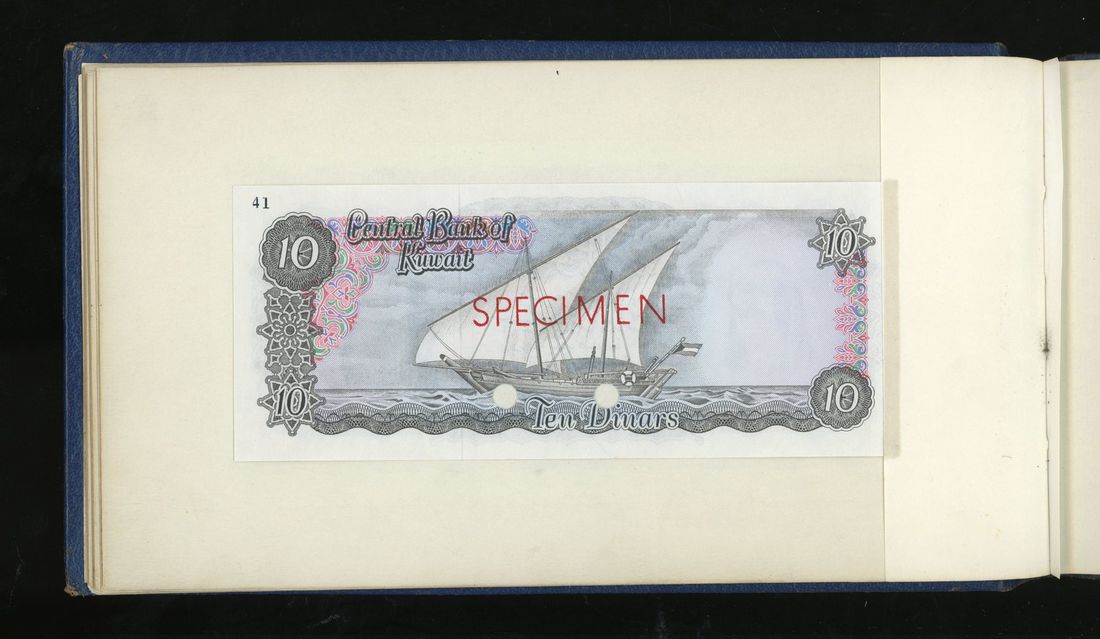 41
10
Central Bank of
Kuwait
10
SPECIMEN
10
Ten Dinars
10